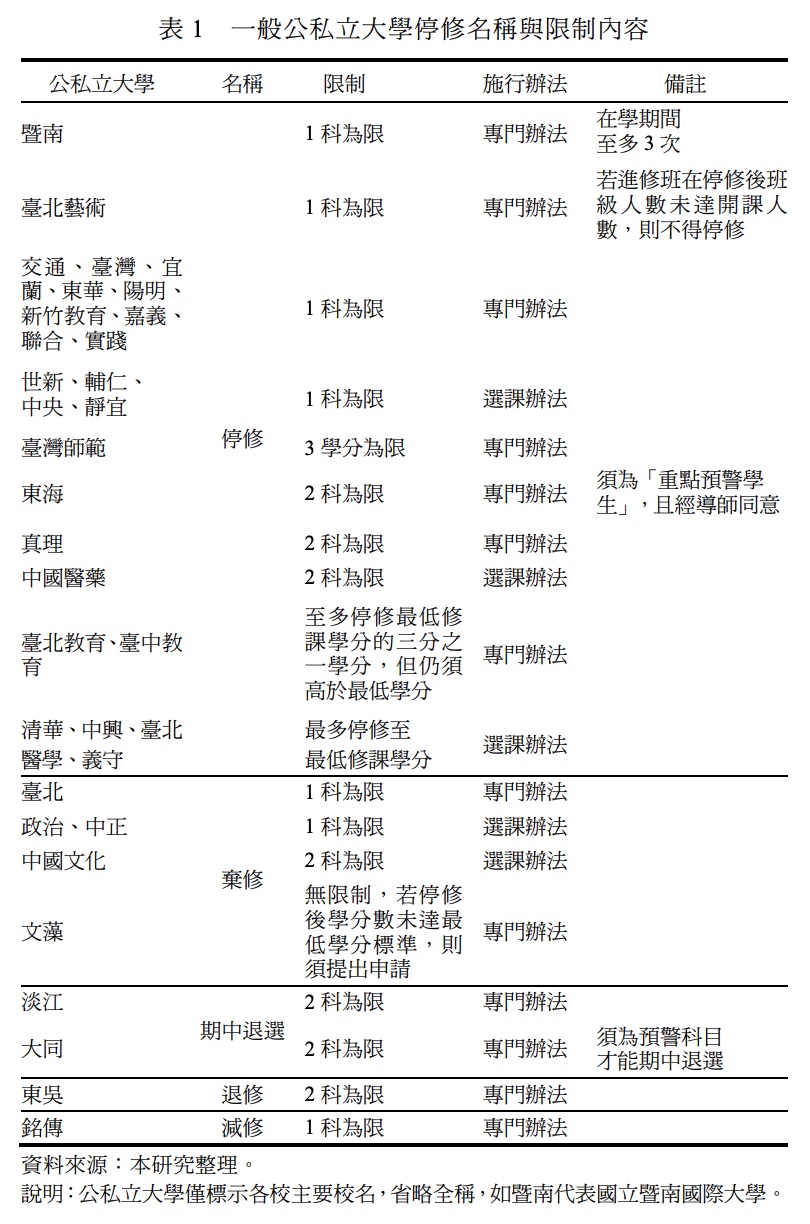 表 1　一般公私立大學停修名稱與限制內容
公私立大學 名稱 限制 施行辦法 備註
暨南 1 科為限 專門辦法 在學期間
至多 3 次
臺北藝術 1 科為限 專門辦法 若進修班在停修後班
級人數未達開課人
數，則不得停修
交通、臺灣、宜
蘭、東華、陽明、
新竹教育、嘉義、
聯合、實踐
1 科為限 專門辦法
世新、輔仁、
中央、靜宜
1 科為限 選課辦法
停修
臺灣師範 3 學分為限 專門辦法
東海 2 科為限 專門辦法 須為「重點預警學
生」，且經導師同意
真理 2 科為限 專門辦法
中國醫藥 2 科為限 選課辦法
臺北教育、臺中教
育
至多停修最低修
課學分的三分之
一學分，但仍須
高於最低學分
專門辦法
清華、中興、臺北
醫學、義守
最多停修至
最低修課學分
選課辦法
臺北 1 科為限 專門辦法
政治、中正 1 科為限 選課辦法
中國文化 2 科為限 選課辦法
棄修
文藻
無限制，若停修
後學分數未達最
低學分標準，則
須提出申請
專門辦法
淡江 2 科為限 專門辦法
期中退選
大同 2 科為限 專門辦法 須為預警科目
才能期中退選
東吳 退修 2 科為限 專門辦法
銘傳 減修 1 科為限 專門辦法
資料來源：本研究整理。
說明：公私立大學僅標示各校主要校名，省略全稱，如暨南代表國立暨南國際大學。